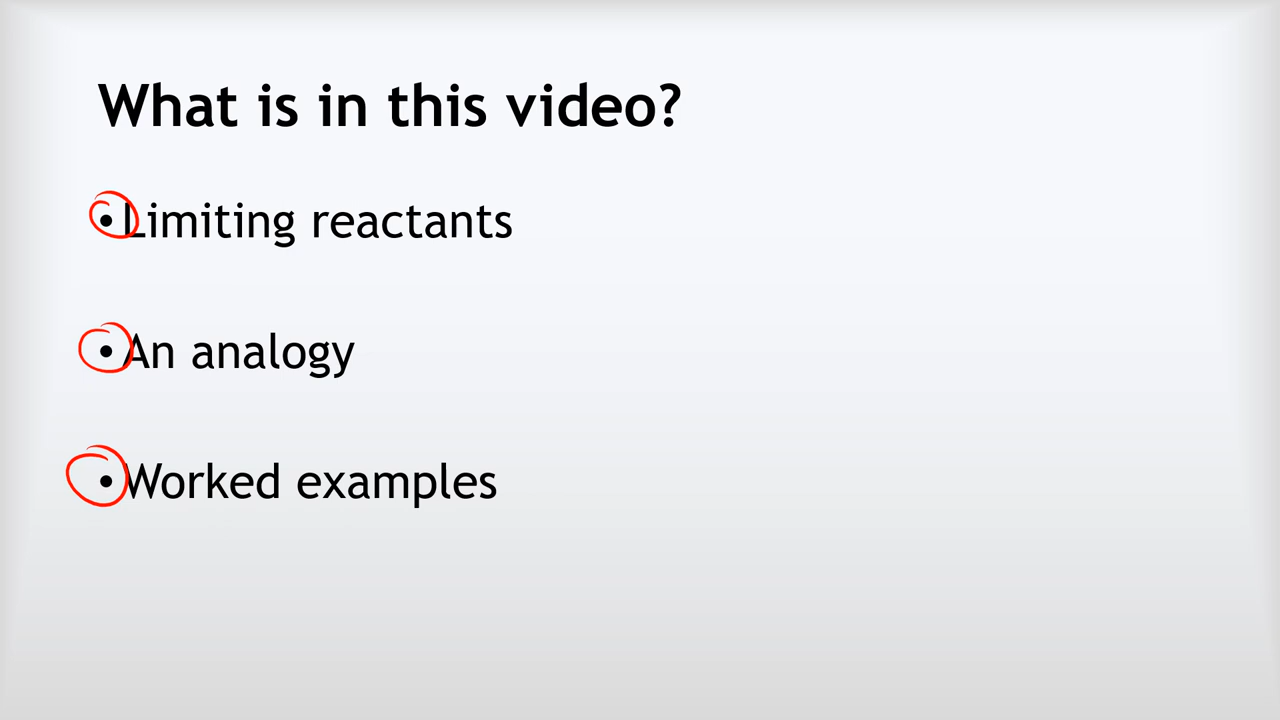 What is in this video?
• Limiting reactants
• An analogy
• Worked examples